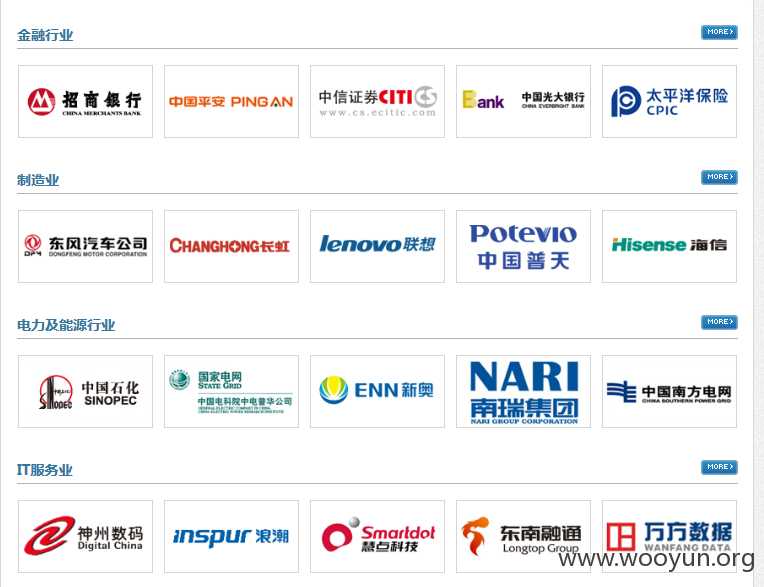 金融行业
MORE
招商银行
CHINA MERCHANTS BANK
中国平安 PING AN
中信证券CITICS
www.cs.ecitic.com
Bank 中国光大银行
CHINA EVERBRIGHT BANK
太平洋保险
CPIC
制造业
MORE
DFM
东风汽车公司
DONGFENG MOTOR CORPORATION
CHANGHONG长虹
lenovo联想
Potevio
中国普天
Hisense海信
电力及能源行业
MORE
SINOPEC
中国石化
SINOPEC
国家电网
STATE GRID
中国电科院中电普华公司
ENN新奥
NARI
南瑞集团
NARI GROUP CORPORATION
中国南方电网
CHINA SOUTHERN POWER GRID
IT服务业
MORE
神州数码
Digital China
inspur 浪潮
Smartdot
慧点科技
东南融通
Longtop Group
万方数据
WANFANG DATA
www.wooyun.org